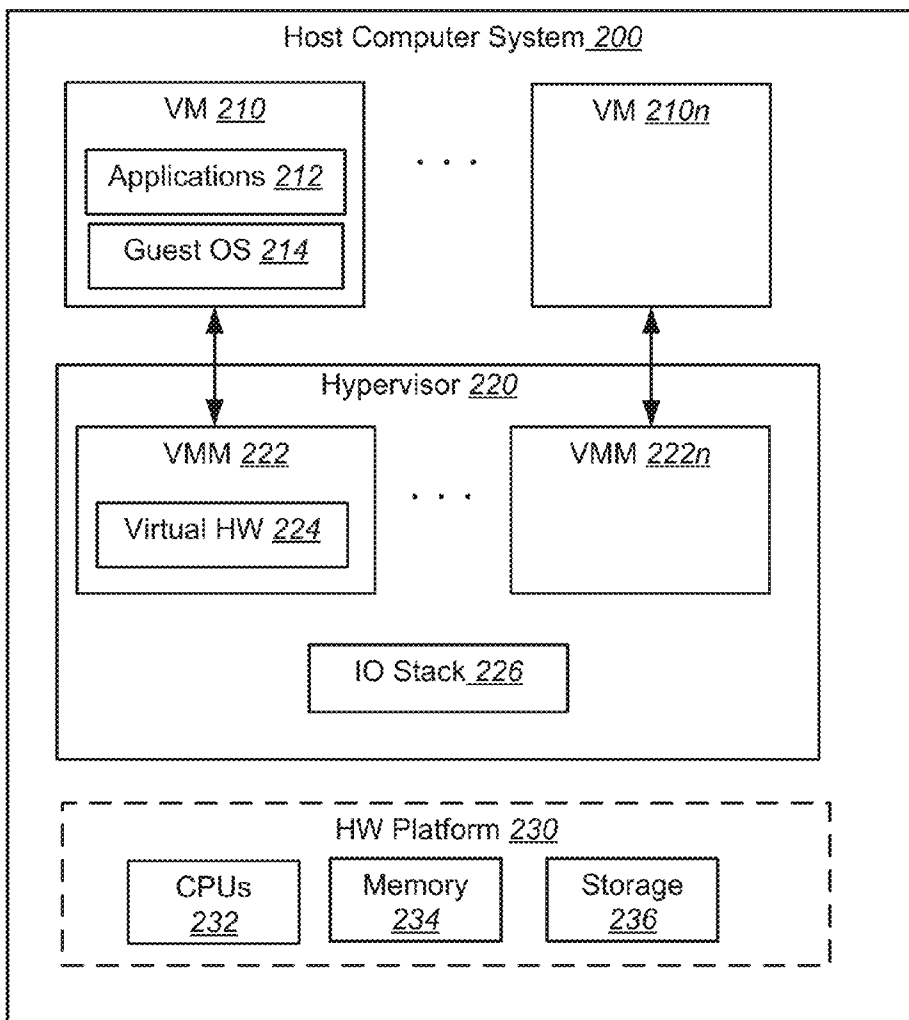 Host Computer System 200
VM 210
VM 210n
Applications 212
Guest OS 214
. . .
Hypervisor 220
VMM 222
VMM 222n
Virtual HW 224
. . .
IO Stack 226
HW Platform 230
CPUs
232
Memory
234
Storage
236